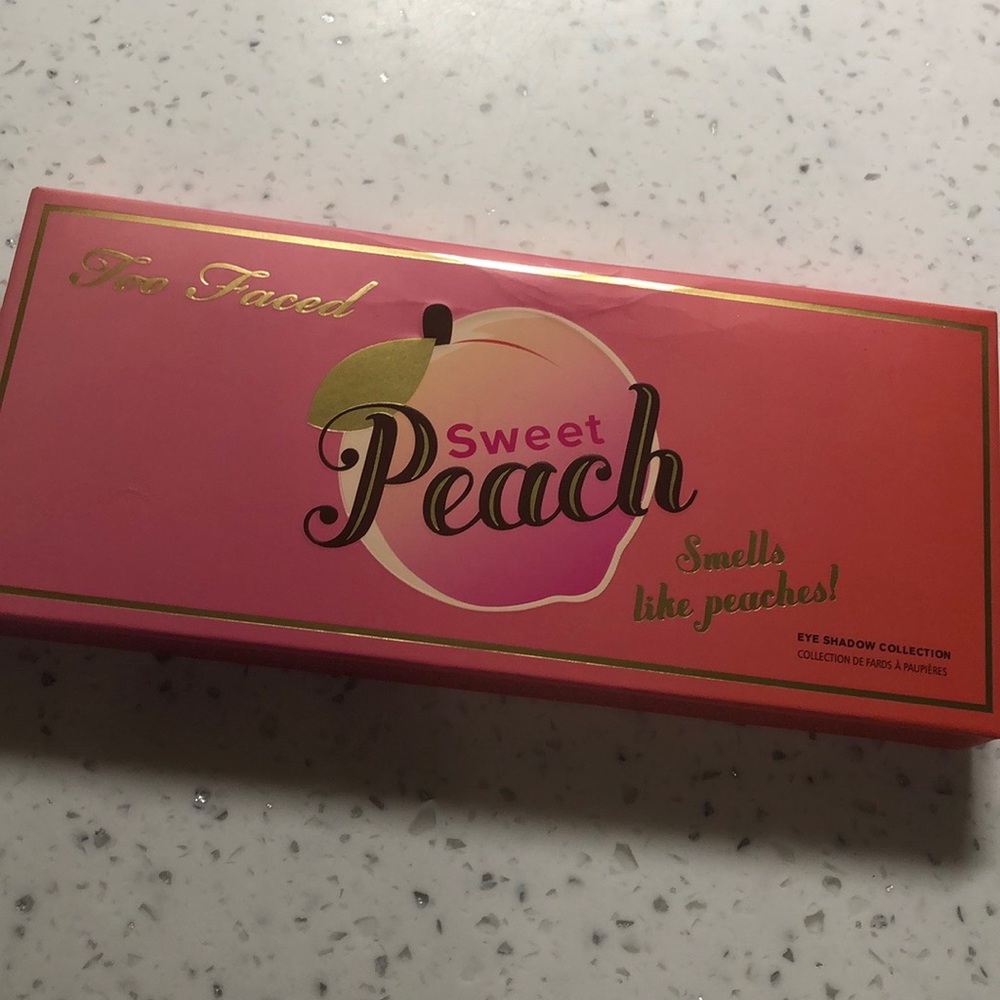 Too Faced
Sweet
Peach
Smells
like peaches!
EYE SHADOW COLLECTION
COLLECTION DE FARDS À PAUPIÈRES